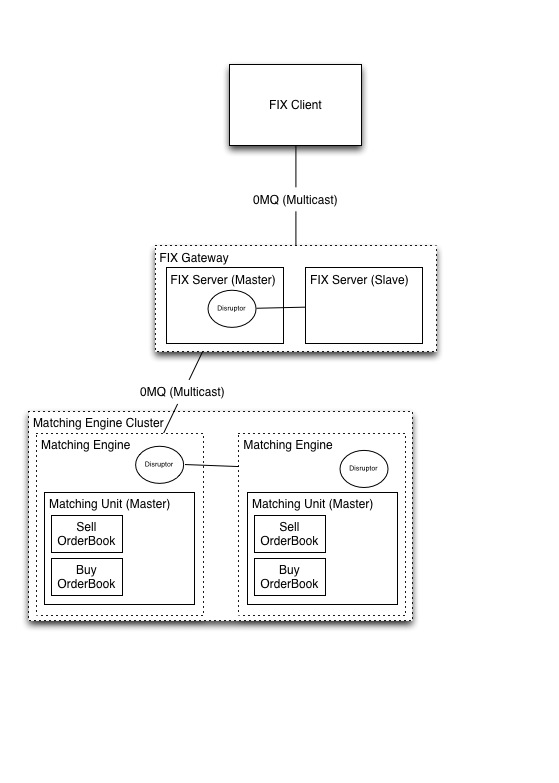 FIX Client
0MQ (Multicast)
FIX Gateway
FIX Server (Master)
FIX Server (Slave)
Disruptor
0MQ (Multicast)
Matching Engine Cluster
Matching Engine
Matching Engine
Disruptor
Disruptor
Matching Unit (Master)
Matching Unit (Master)
Sell
OrderBook
Sell
OrderBook
Buy
OrderBook
Buy
OrderBook